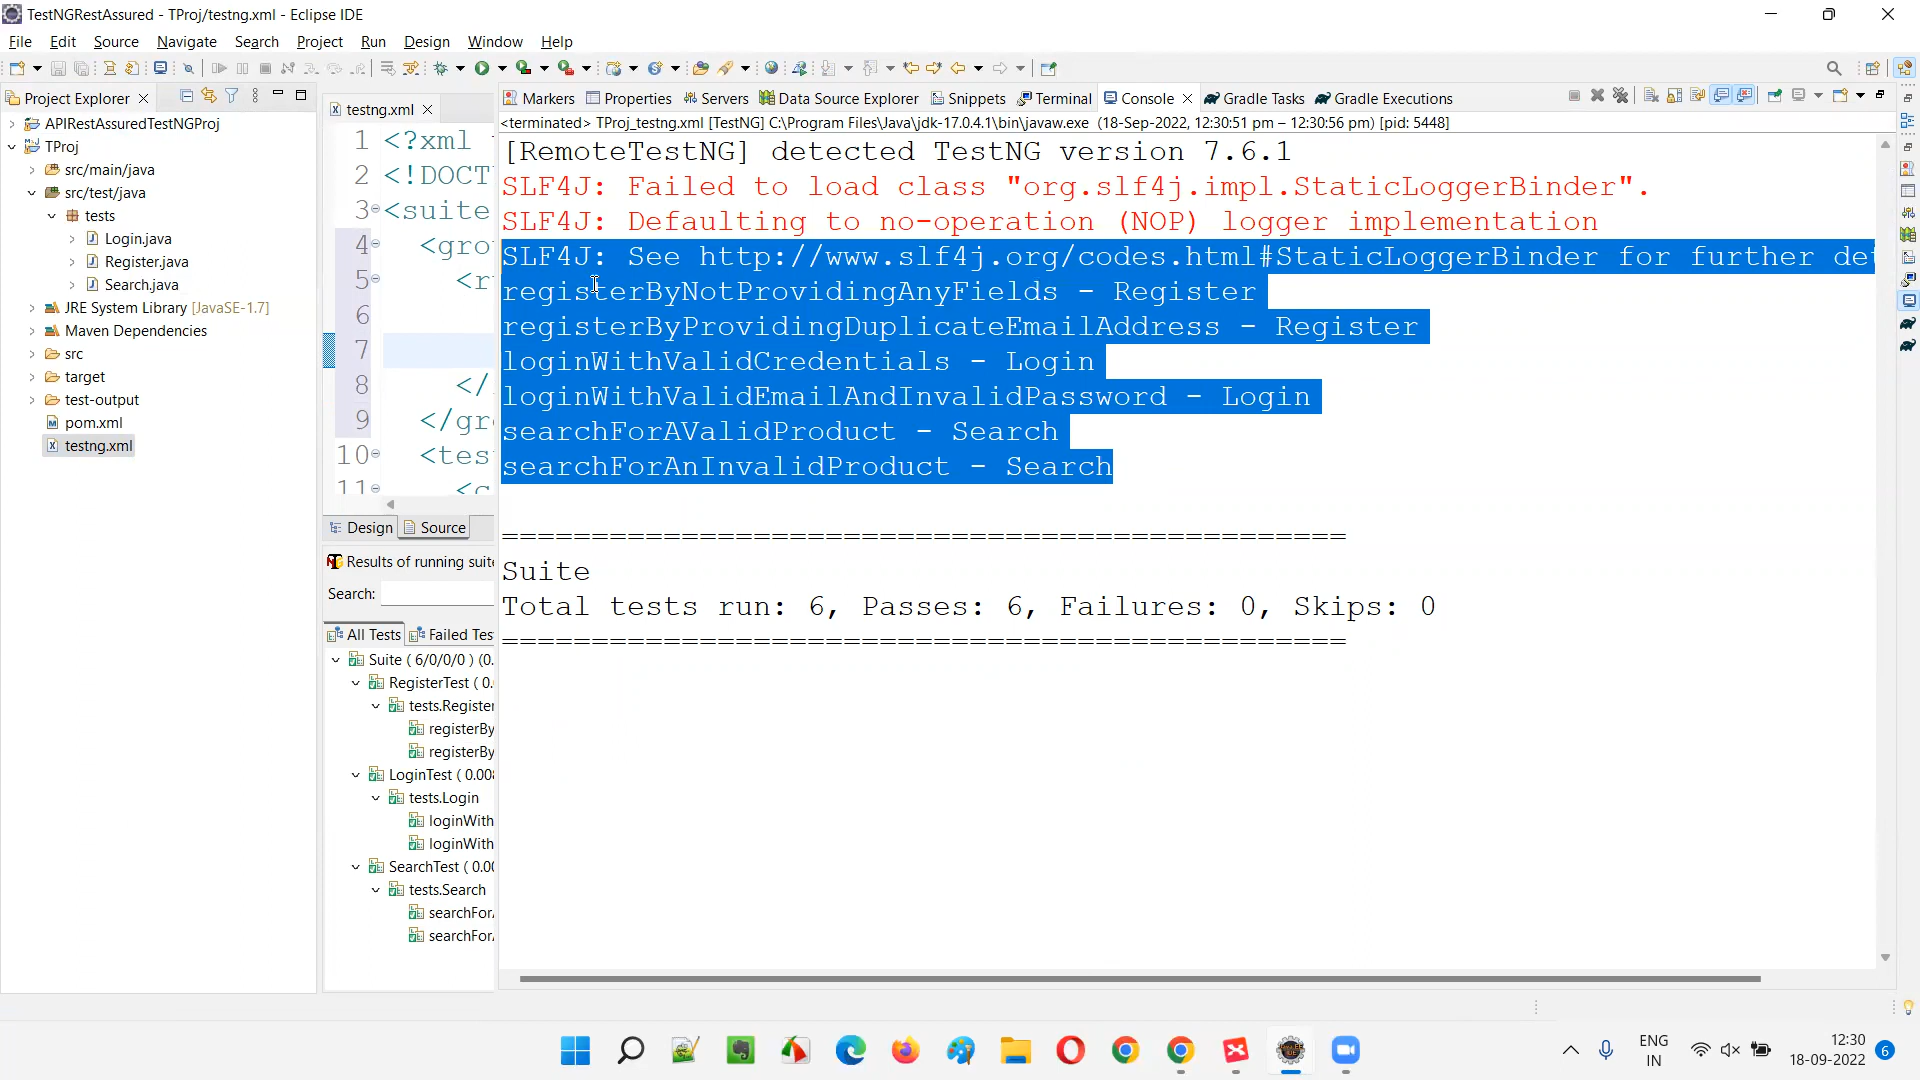 TestNGRestAssured - TProj/testng.xml - Eclipse IDE
File Edit Source Navigate Search Project Run Design Window Help
Project Explorer
APIRestAssuredTestNGProj
TProj
src/main/java
src/test/java
tests
Login.java
Register.java
Search.java
JRE System Library [JavaSE-1.7]
Maven Dependencies
src
target
test-output
pom.xml
testng.xml
testng.xml
1 <?xml
2 <!DOCT
3 <suite
4 <gro
5 <r
6
7
8 </
9 </gr
10 <tes
11 <c
Design Source
Results of running suite
Search:
All Tests Failed Tes
Suite ( 6/0/0/0 ) (0.
RegisterTest ( 0.
tests.Register
registerBy
registerBy
LoginTest ( 0.008
tests.Login
loginWith
loginWith
SearchTest ( 0.00
tests.Search
searchFor
searchFor
Markers Properties Servers Data Source Explorer Snippets Terminal Console Gradle Tasks Gradle Executions
<terminated> TProj_testng.xml [TestNG] C:\Program Files\Java\jdk-17.0.4.1\bin\javaw.exe (18-Sep-2022, 12:30:51 pm – 12:30:56 pm) [pid: 5448]
[RemoteTestNG] detected TestNG version 7.6.1
SLF4J: Failed to load class "org.slf4j.impl.StaticLoggerBinder".
SLF4J: Defaulting to no-operation (NOP) logger implementation
SLF4J: See http://www.slf4j.org/codes.html#StaticLoggerBinder for further det
registerByNotProvidingAnyFields - Register
registerByProvidingDuplicateEmailAddress - Register
loginWithValidCredentials - Login
loginWithValidEmailAndInvalidPassword - Login
searchForAValidProduct - Search
searchForAnInvalidProduct - Search
===============================================
Suite
Total tests run: 6, Passes: 6, Failures: 0, Skips: 0
===============================================
ENG
IN
12:30
18-09-2022
6